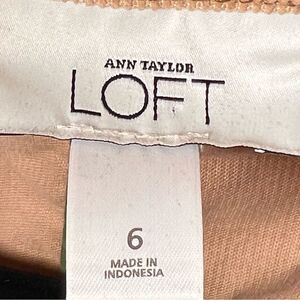 ANN TAYLOR
LOFT
6
MADE IN
INDONESIA